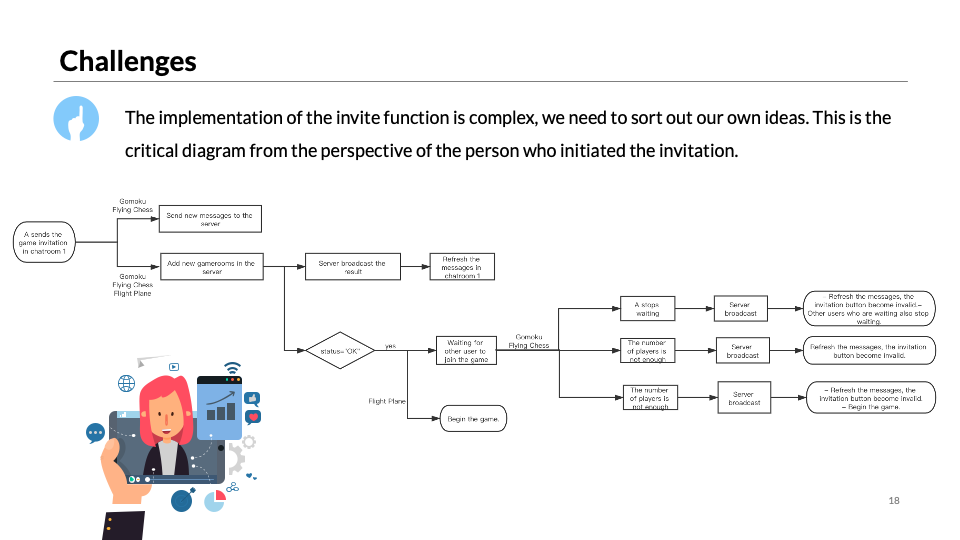 Challenges
The implementation of the invite function is complex, we need to sort out our own ideas. This is the
critical diagram from the perspective of the person who initiated the invitation.
Gomoku
Flying Chess
Send new messages to the
server
A sends the
game invitation
in chatroom 1
Add new gamerooms in the
server
Server broadcast the
result
Refresh the
messages in
chatroom 1
Gomoku
Flying Chess
Flight Plane
status="OK"
yes
Waiting for
other user to
join the game
Gomoku
Flying Chess
A stops
waiting
Server
broadcast
– Refresh the messages, the
invitation button become invalid.–
Other users who are waiting also stop
waiting.
The number
of players is
not enough
Server
broadcast
Refresh the messages, the invitation
button become invalid.
The number
of players is
not enough
Server
broadcast
– Refresh the messages, the
invitation button become invalid.
– Begin the game.
Flight Plane
Begin the game.
18